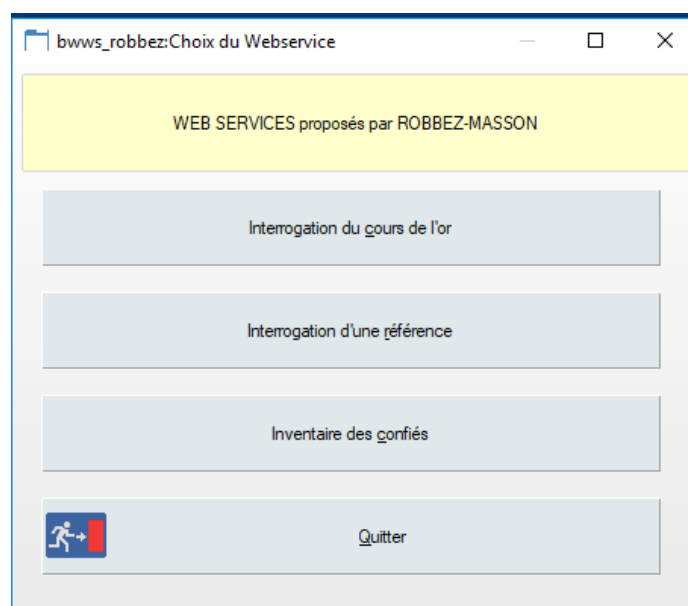 bwws_robbez:Choix du Webservice
WEB SERVICES proposés par ROBBEZ-MASSON
Interrogation du cours de l'or
Interrogation d'une référence
Inventaire des confiés
Quitter